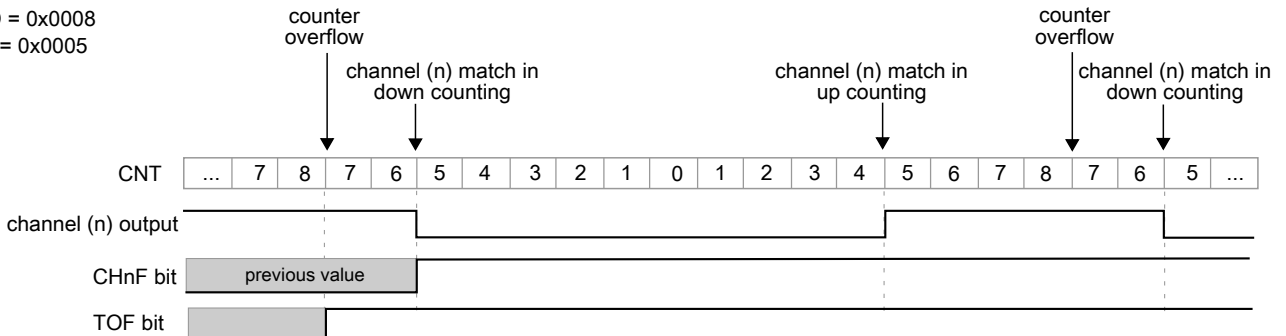 = 0x0008
= 0x0005
counter
overflow
channel (n) match in
down counting
channel (n) match in
up counting
counter
overflow
channel (n) match in
down counting
CNT ... 7 8 7 6 5 4 3 2 1 0 1 2 3 4 5 6 7 8 7 6 5 ...
channel (n) output
CHnF bit previous value
TOF bit